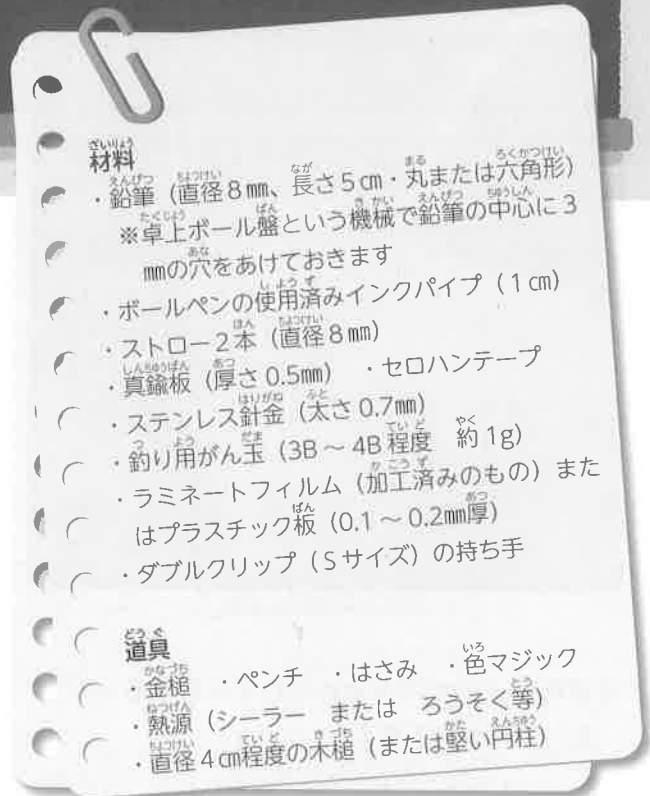 材料
・鉛筆（直径8㎜、長さ5㎝・丸または六角形）
※卓上ボール盤という機械で鉛筆の中心に3
㎜の穴をあけておきます
・ボールペンの使用済みインクパイプ（1㎝）
・ストロー2本（直径8㎜）
・真鍮板（厚さ0.5㎜）　・セロハンテープ
・ステンレス針金（太さ0.7㎜）
・釣り用がん玉（3B～4B程度　約1g）
・ラミネートフィルム（加工済みのもの）また
はプラスチック板（0.1～0.2㎜厚）
・ダブルクリップ（Sサイズ）の持ち手
道具
・金槌　・ペンチ　・はさみ　・色マジック
・熱源（シーラー　または　ろうそく等）
・直径4㎝程度の木槌（または堅い円柱）